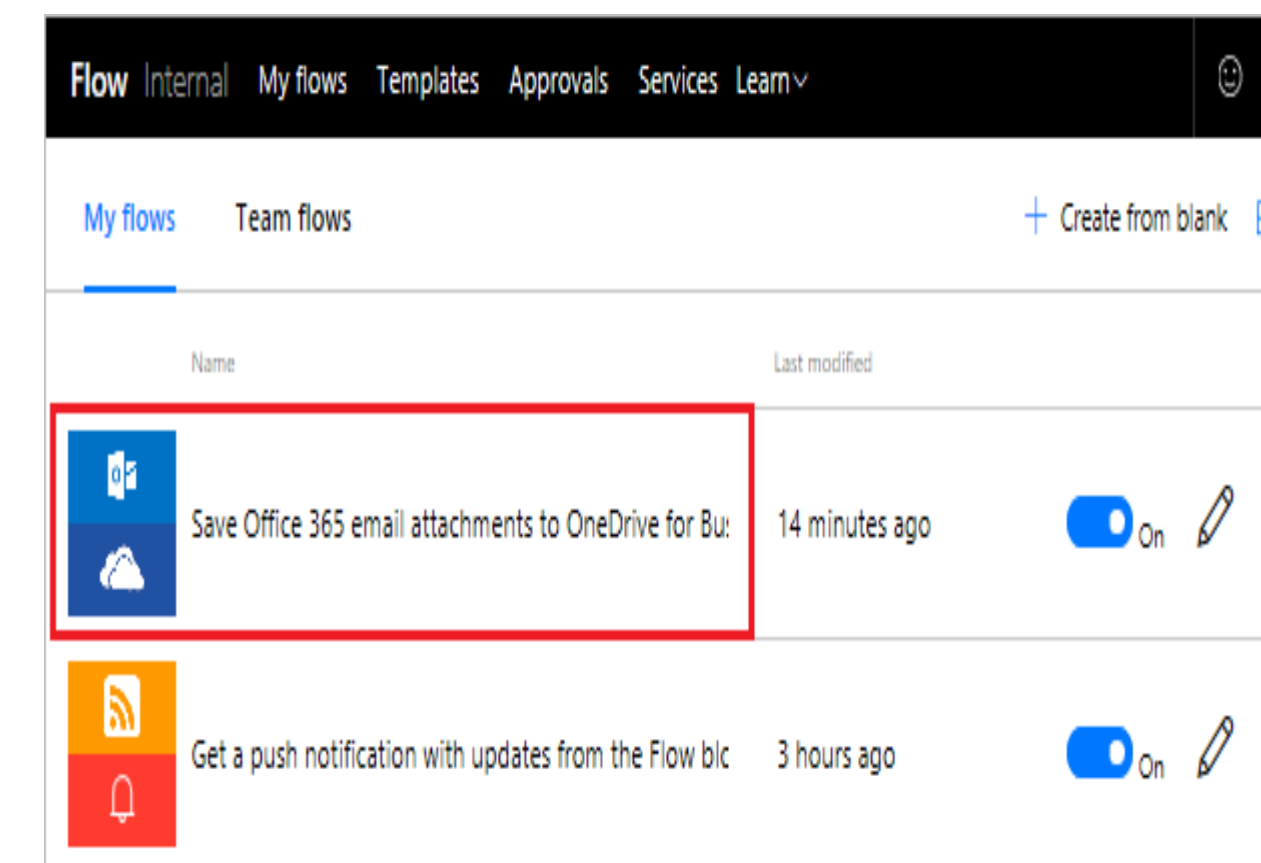 Flow Internal My flows Templates Approvals Services Learn
My flows Team flows + Create from blank
Name Last modified
Save Office 365 email attachments to OneDrive for Bus 14 minutes ago On
Get a push notification with updates from the Flow blo 3 hours ago On